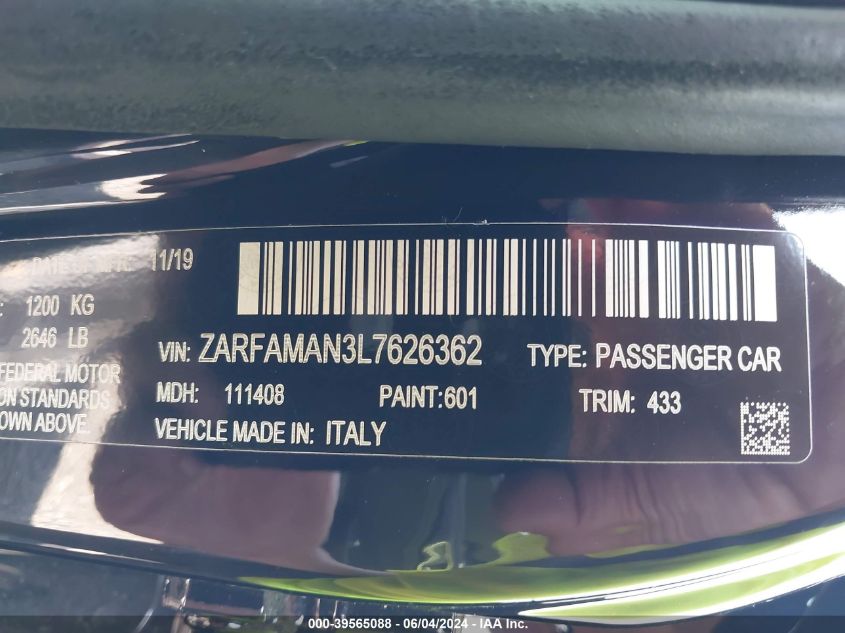 11/19
: 1200 KG
2646 LB
VIN: ZARFAMAN3L7626362 TYPE: PASSENGER CAR
FEDERAL MOTOR
ON STANDARDS
OWN ABOVE.
MDH: 111408 PAINT:601 TRIM: 433
VEHICLE MADE IN: ITALY
000-39565088 - 06/04/2024 - IAA Inc.